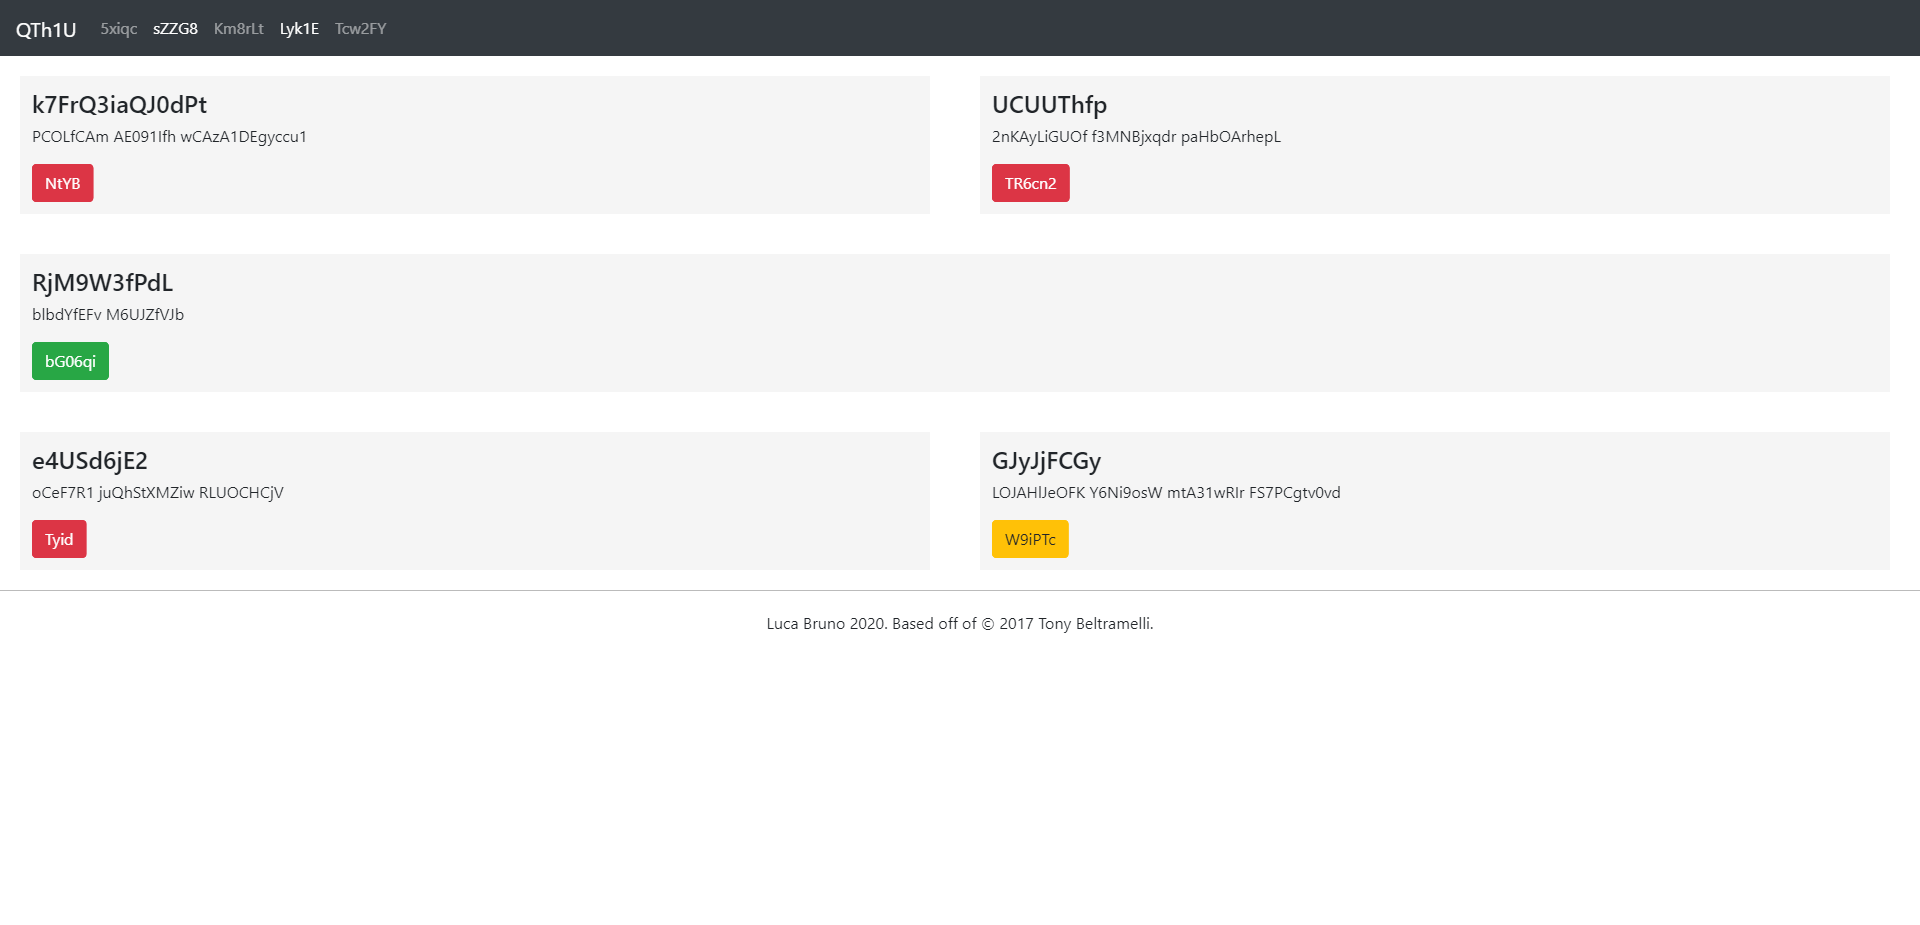 QTh1U 5xiqc sZZG8 Km8rLt Lyk1E Tcw2FY
k7FrQ3iaQJ0dPt
PCOLfCAm AE091Ifh wCAzA1DEgyccu1
NtYB
UCUUThfp
2nKAyLiGUOf f3MNBjxqdr paHbOArhepL
TR6cn2
RjM9W3fPdL
blbdYfEFv M6UJZfVJb
bG06qi
e4USd6jE2
oCeF7R1 juQhStXMZiw RLUOCHCjV
Tyid
GJyJjFCGy
LOJAHlJeOFK Y6Ni9osW mtA31wRIr FS7PCgtv0vd
W9iPTc
Luca Bruno 2020. Based off of © 2017 Tony Beltramelli.